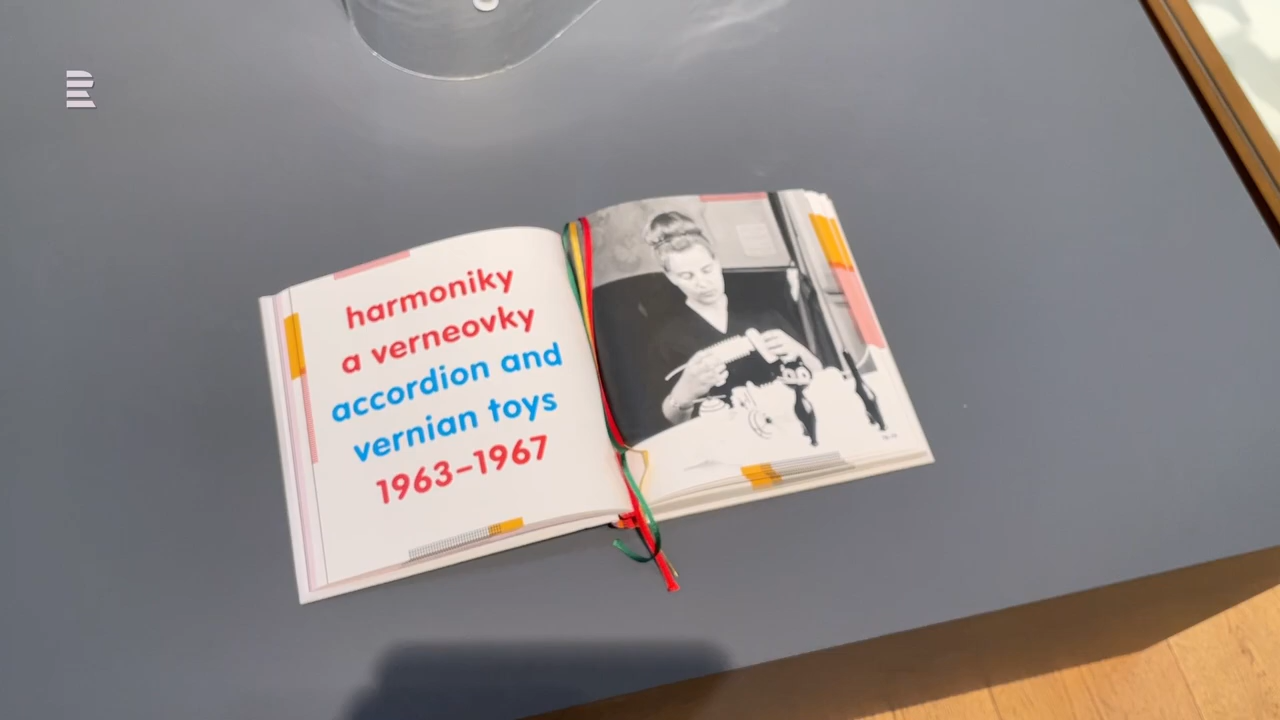 harmoniky
a verneovky
accordion and
vernian toys
1963–1967